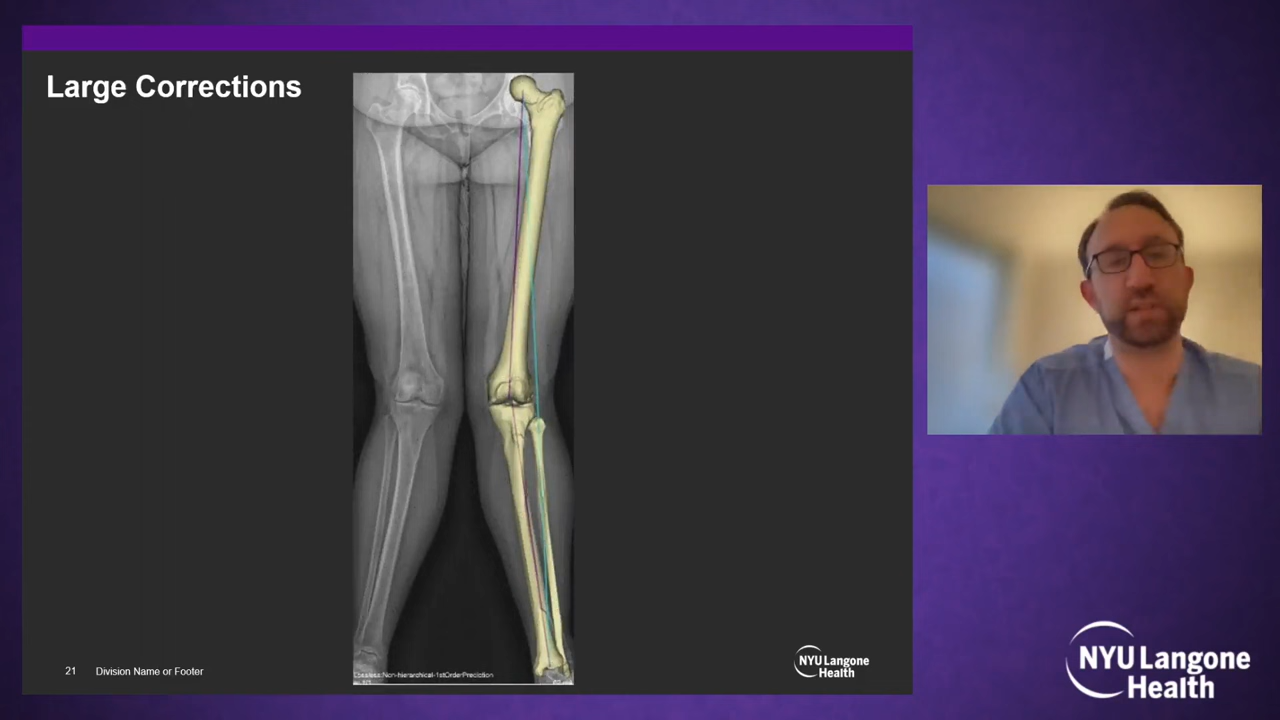 Large Corrections
Lossless:Non-hierarchical-1stOrderPrediction
21 Division Name or Footer
NYU Langone
Health
NYU Langone
Health